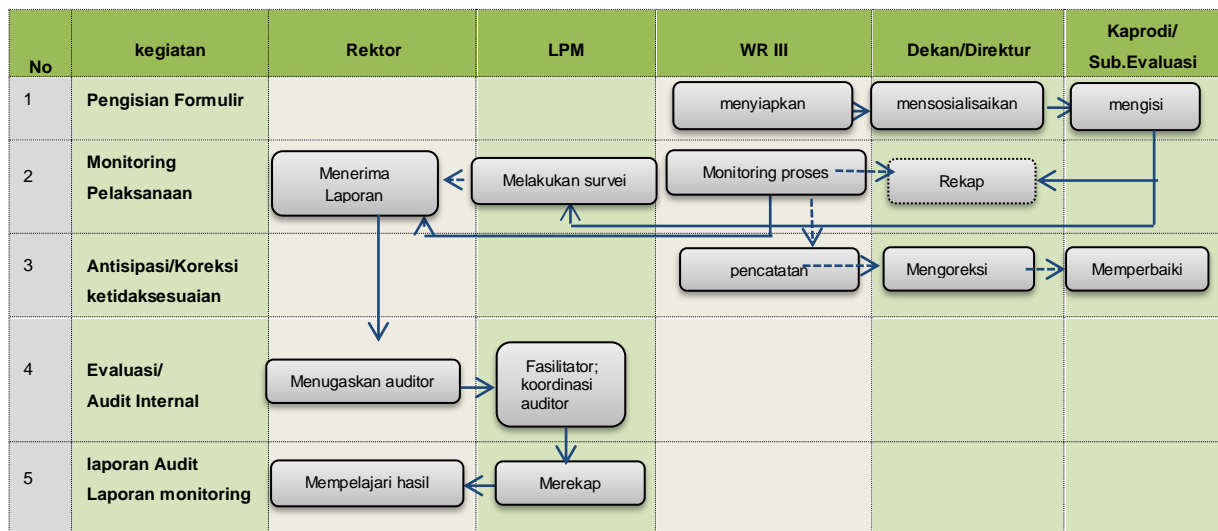 No
kegiatan
Rektor
LPM
WR III
Dekan/Direktur
Kaprodi/
Sub.Evaluasi
1
Pengisian Formulir
menyiapkan
mensosialisaikan
mengisi
2
Monitoring
Pelaksanaan
Menerima
Laporan
Melakukan survei
Monitoring proses
Rekap
3
Antisipasi/Koreksi
ketidaksesuaian
pencatatan
Mengoreksi
Memperbaiki
4
Evaluasi/
Audit Internal
Menugaskan auditor
Fasilitator;
koordinasi
auditor
5
laporan Audit
Laporan monitoring
Mempelajari hasil
Merekap